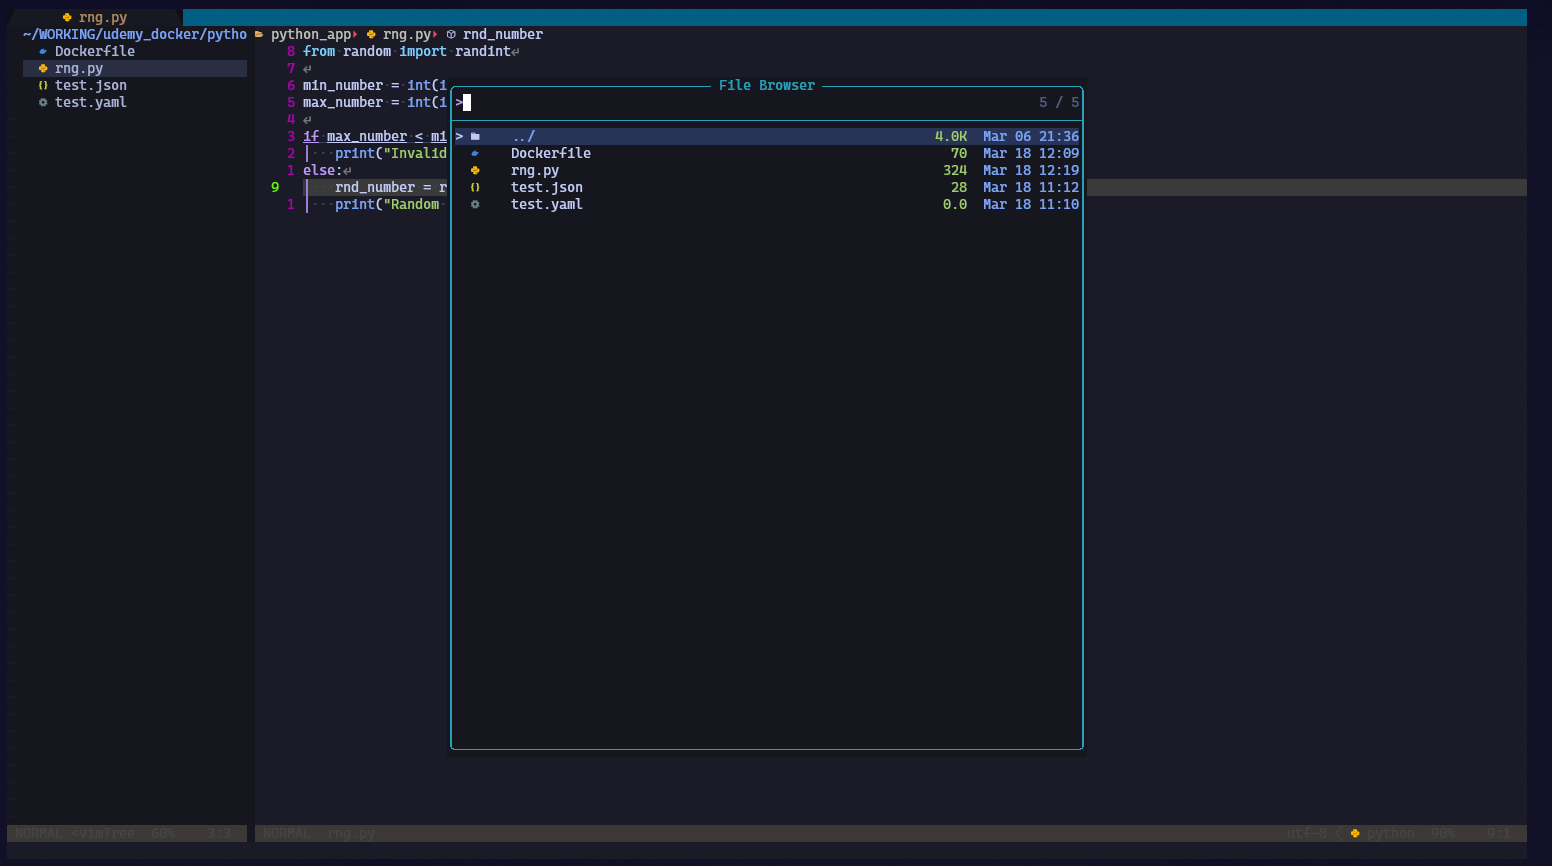 rng.py
~/WORKING/udemy_docker/pytho
Dockerfile
rng.py
test.json
test.yaml
python_app rng.py rnd_number
8 from random import randint↵
7 ↵
6 min_number = int(i
5 max_number = int(i
4 ↵
3 if max_number < mi
2 print("Invalid
1 else:↵
9 rnd_number = r
1 print("Random
File Browser
> 5 / 5
> ../ 4.0K Mar 06 21:36
Dockerfile 70 Mar 18 12:09
rng.py 324 Mar 18 12:19
test.json 28 Mar 18 11:12
test.yaml 0.0 Mar 18 11:10
NORMAL <vimTree 60% 3:3
NORMAL rng.py utf-8 python 90% 9:1